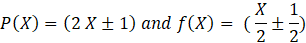 P(X) = (2 X ± 1) and f(X) = (X/2 ± 1/2)